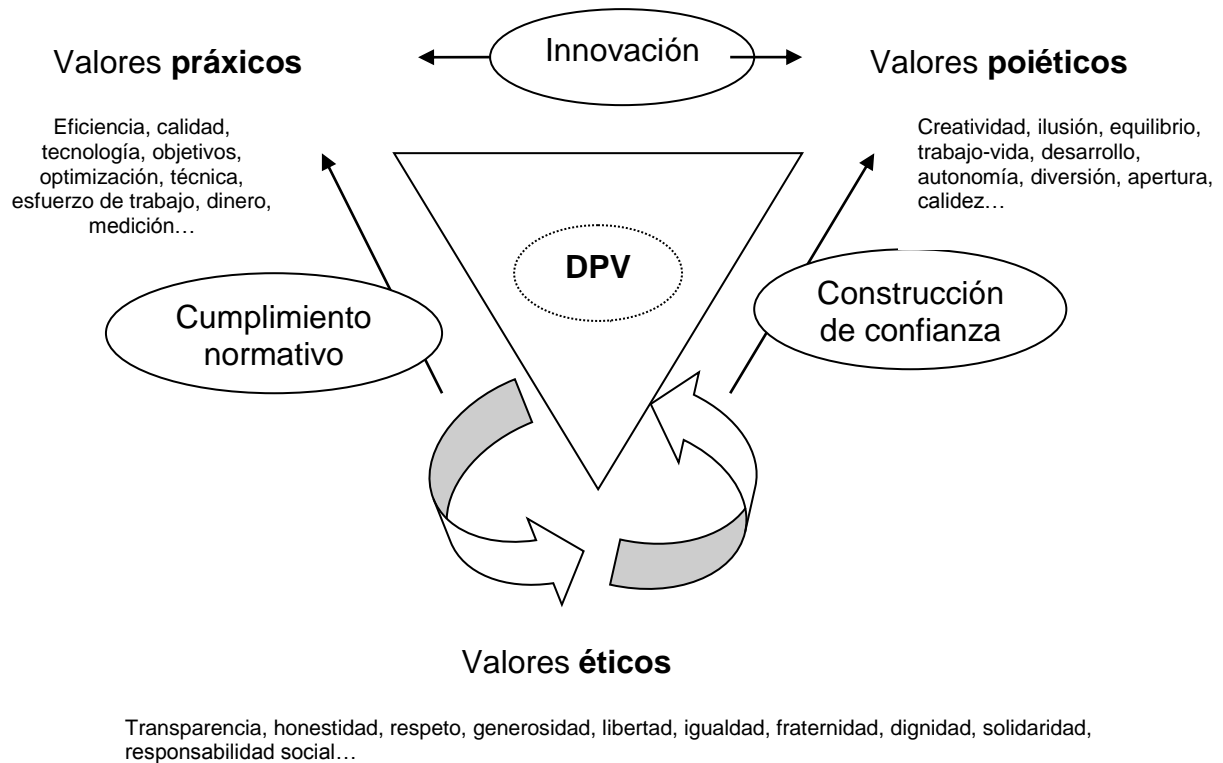 Innovación
Valores práxicos
Valores poiéticos
Eficiencia, calidad,
tecnología, objetivos,
optimización, técnica,
esfuerzo de trabajo, dinero,
medición…
Creatividad, ilusión, equilibrio,
trabajo-vida, desarrollo,
autonomía, diversión, apertura,
calidez…
DPV
Cumplimiento
normativo
Construcción
de confianza
Valores éticos
Transparencia, honestidad, respeto, generosidad, libertad, igualdad, fraternidad, dignidad, solidaridad,
responsabilidad social…